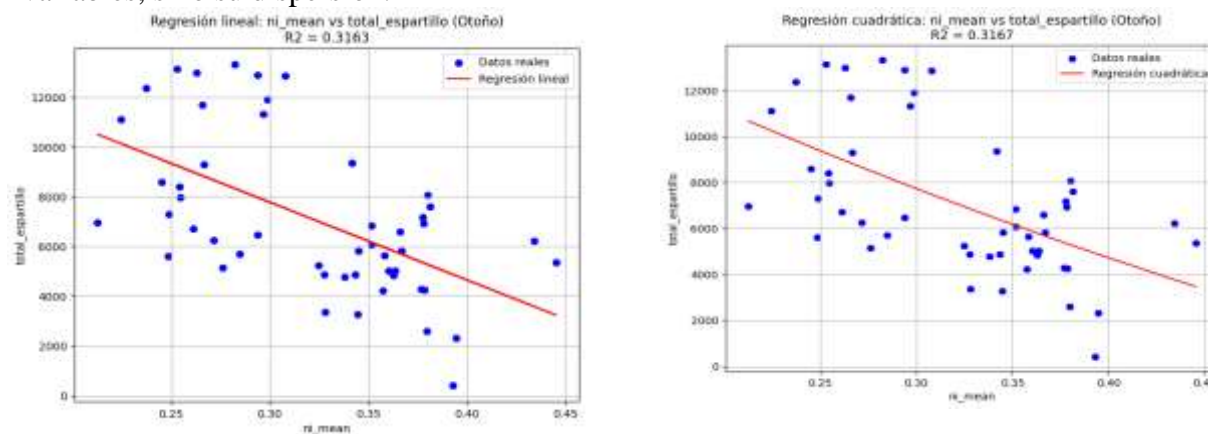 Regresión lineal: ni_mean vs total_espartillo (Otoño)
R2 = 0.3163
Datos reales
Regresión lineal
total_espartillo
12000
10000
8000
6000
4000
2000
0
0.25
0.30
0.35
0.40
0.45
ni_mean
Regresión cuadrática: ni_mean vs total_espartillo (Otoño)
R2 = 0.3167
Datos reales
Regresión cuadrática
total_espartillo
12000
10000
8000
6000
4000
2000
0
0.25
0.30
0.35
0.40
ni_mean